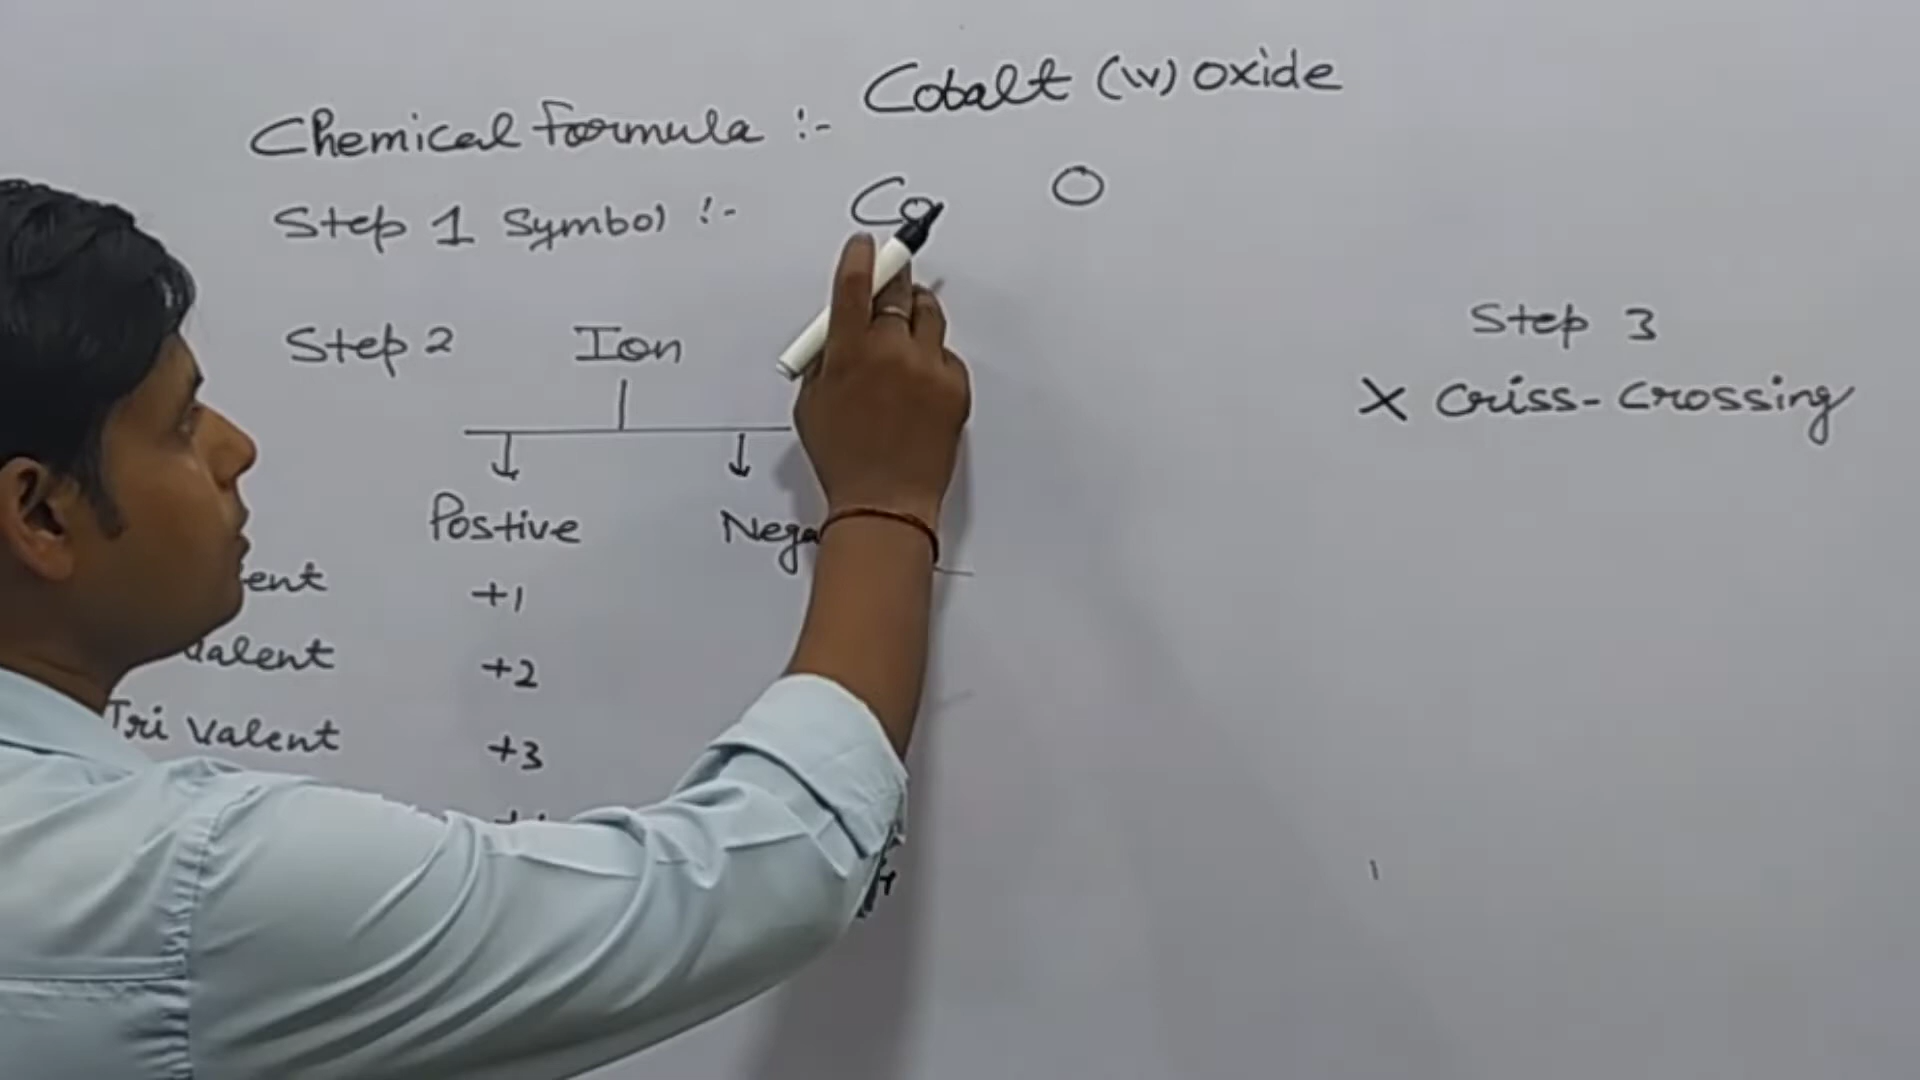 Chemical formula :- Cobalt (IV) oxide
Step 1 Symbol :- Co O
Step 2 Ion
Step 3
X Criss-Crossing
Postive Nega
ent +1
valent +2
Tri valent +3